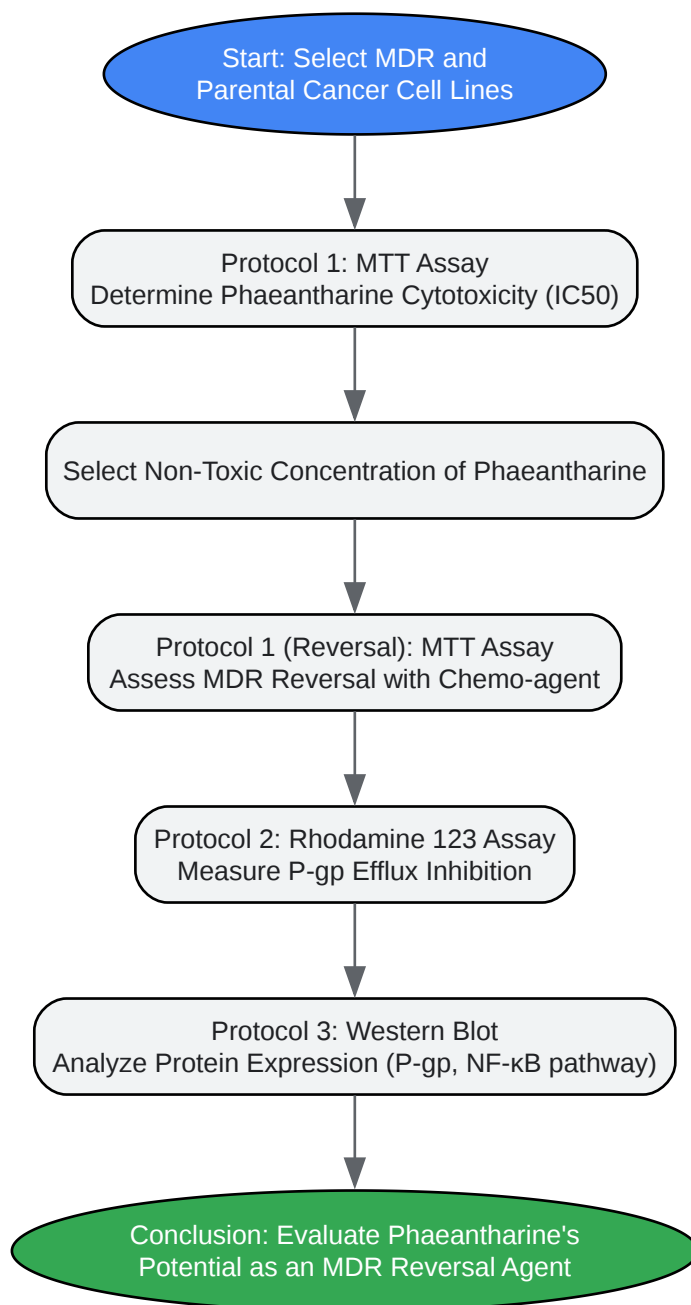 Start: Select MDR and
Parental Cancer Cell Lines
Protocol 1: MTT Assay
Determine Phaeantharine Cytotoxicity (IC50)
Select Non-Toxic Concentration of Phaeantharine
Protocol 1 (Reversal): MTT Assay
Assess MDR Reversal with Chemo-agent
Protocol 2: Rhodamine 123 Assay
Measure P-gp Efflux Inhibition
Protocol 3: Western Blot
Analyze Protein Expression (P-gp, NF-κB pathway)
Conclusion: Evaluate Phaeantharine's
Potential as an MDR Reversal Agent